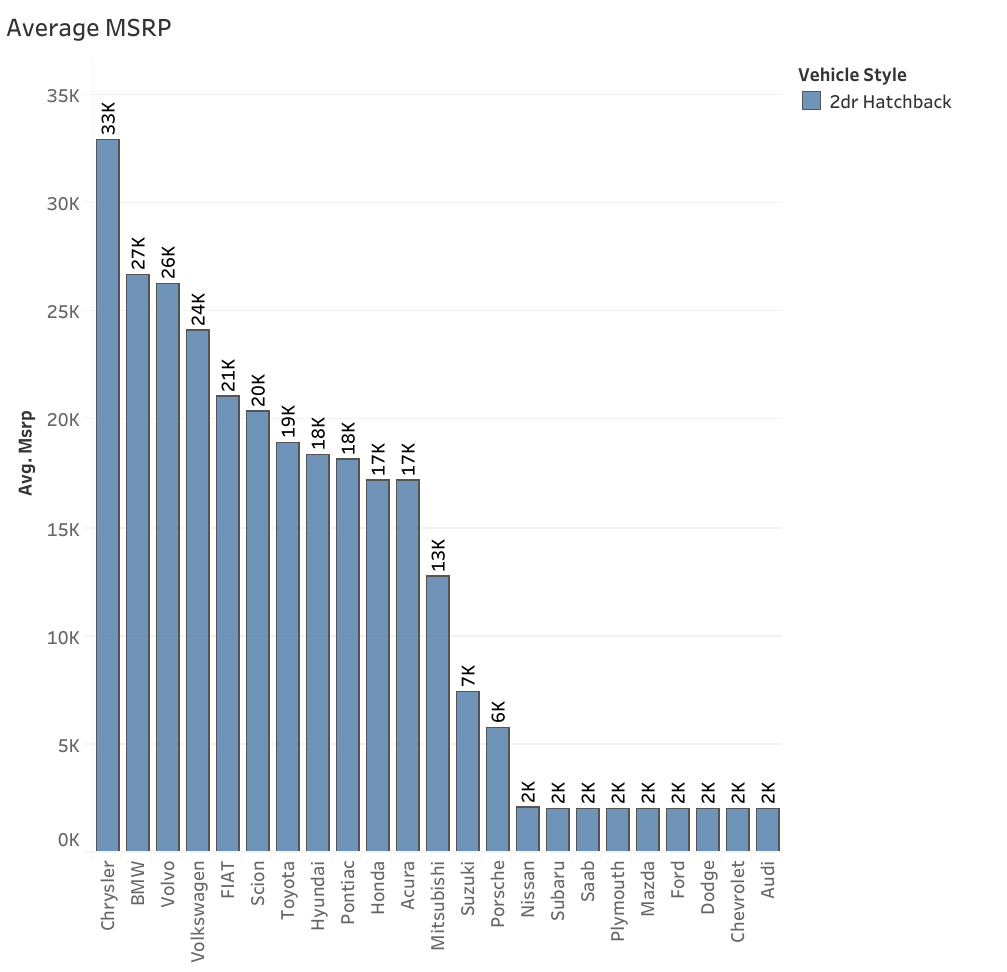 Average MSRP
Vehicle Style
2dr Hatchback
Avg. Msrp
35K
30K
25K
20K
15K
10K
5K
0K
33K
27K
26K
24K
21K
20K
19K
18K
18K
17K
17K
13K
7K
6K
2K
2K
2K
2K
2K
2K
2K
2K
2K
Chrysler
BMW
Volvo
Volkswagen
FIAT
Scion
Toyota
Hyundai
Pontiac
Honda
Acura
Mitsubishi
Suzuki
Porsche
Nissan
Subaru
Saab
Plymouth
Mazda
Ford
Dodge
Chevrolet
Audi